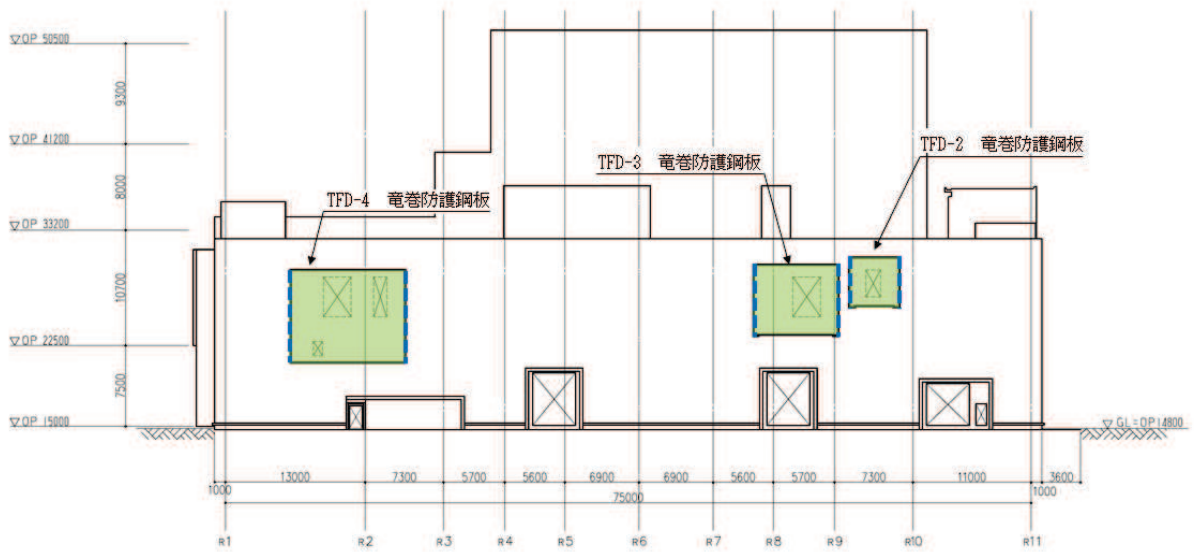 ▽OP 50500
9300
▽OP 41200
8000
▽OP 33200
10700
▽OP 22500
7500
▽OP 15000
TFD-4 竜巻防護鋼板
TFD-3 竜巻防護鋼板
TFD-2 竜巻防護鋼板
▽GL=OP14800
1000 13000 7300 5700 5600 6900 6900 5600 5700 7300 11000 1000 3600
75000
R1 R2 R3 R4 R5 R6 R7 R8 R9 R10 R11